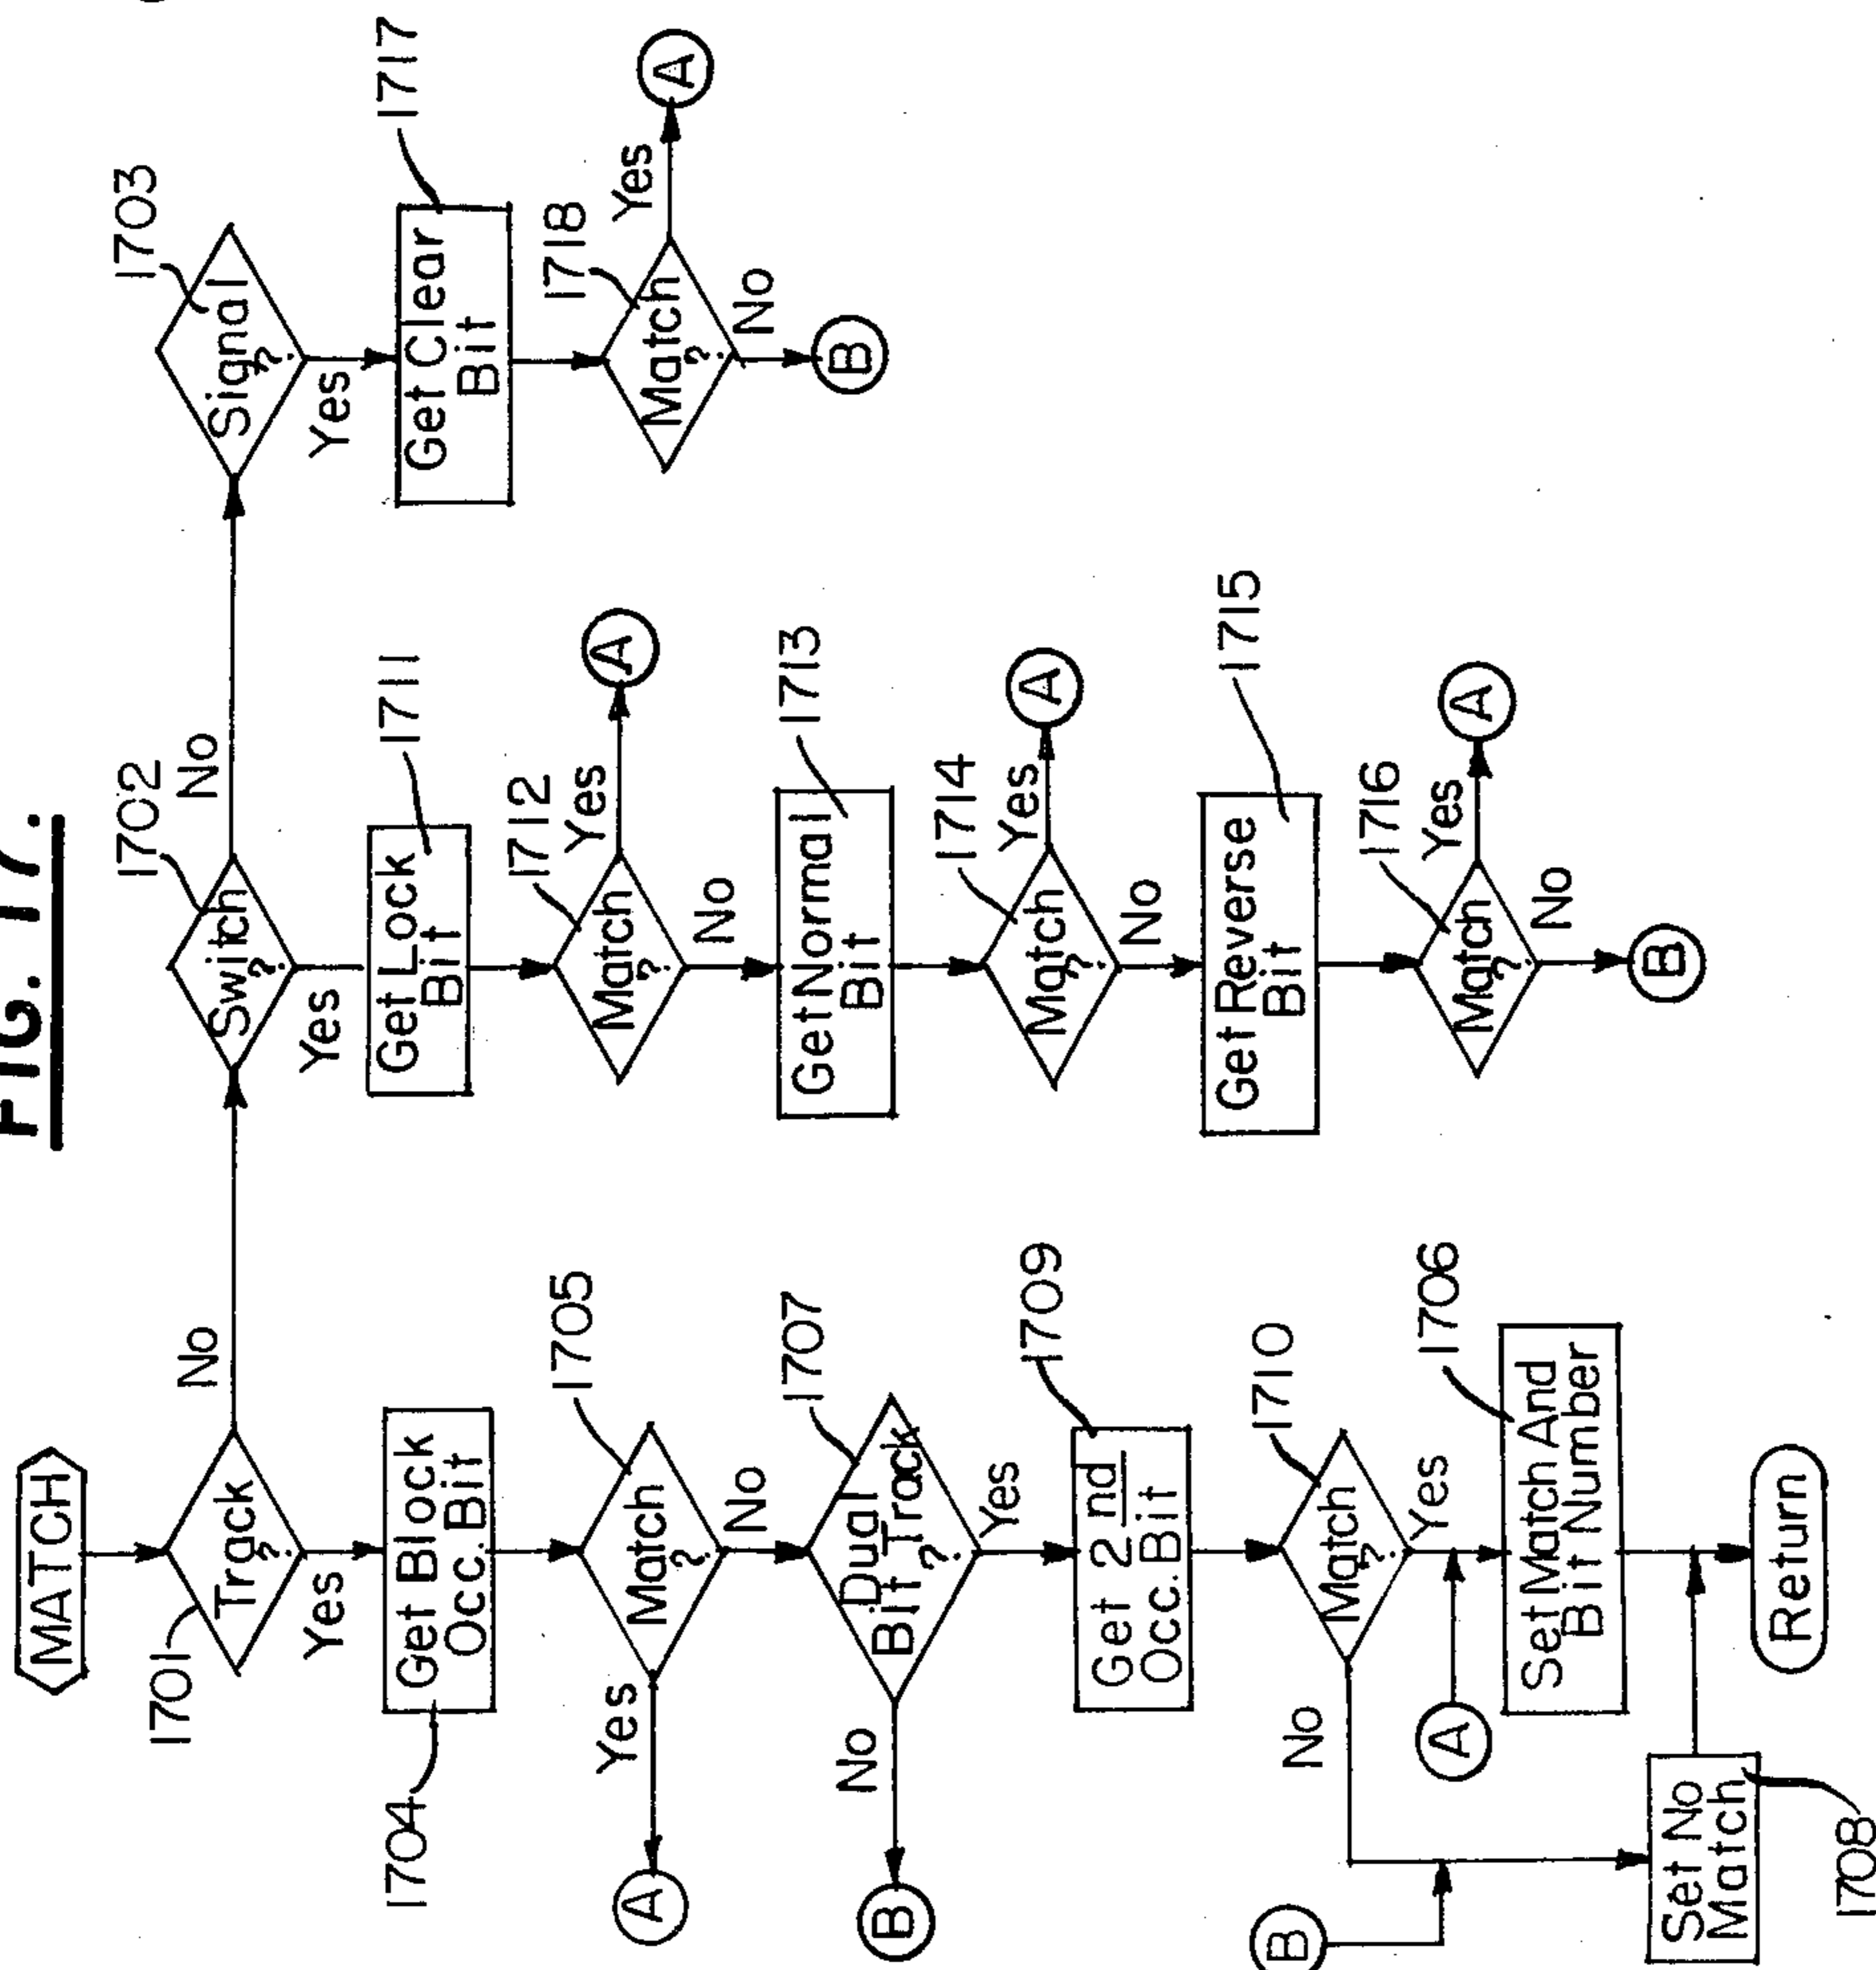 FIG. 17.
MATCH
1701
Track
?
No
Yes
1702
Switch
?
No
Yes
1703
Signal
?
Yes
1704
Get Block
Occ. Bit
1705
Match
?
Yes
A
No
1707
Dual
Bit Track
?
No
B
Yes
1709
Get 2nd
Occ. Bit
1710
Match
?
No
Yes
B
A
1706
Set Match And
Bit Number
Set No
Match
1708
Return
1711
Get Lock
Bit
1712
Match
?
Yes
A
No
1713
Get Normal
Bit
1714
Match
?
Yes
A
No
1715
Get Reverse
Bit
1716
Match
?
Yes
A
No
B
1717
Get Clear
Bit
1718
Match
?
Yes
A
No
B